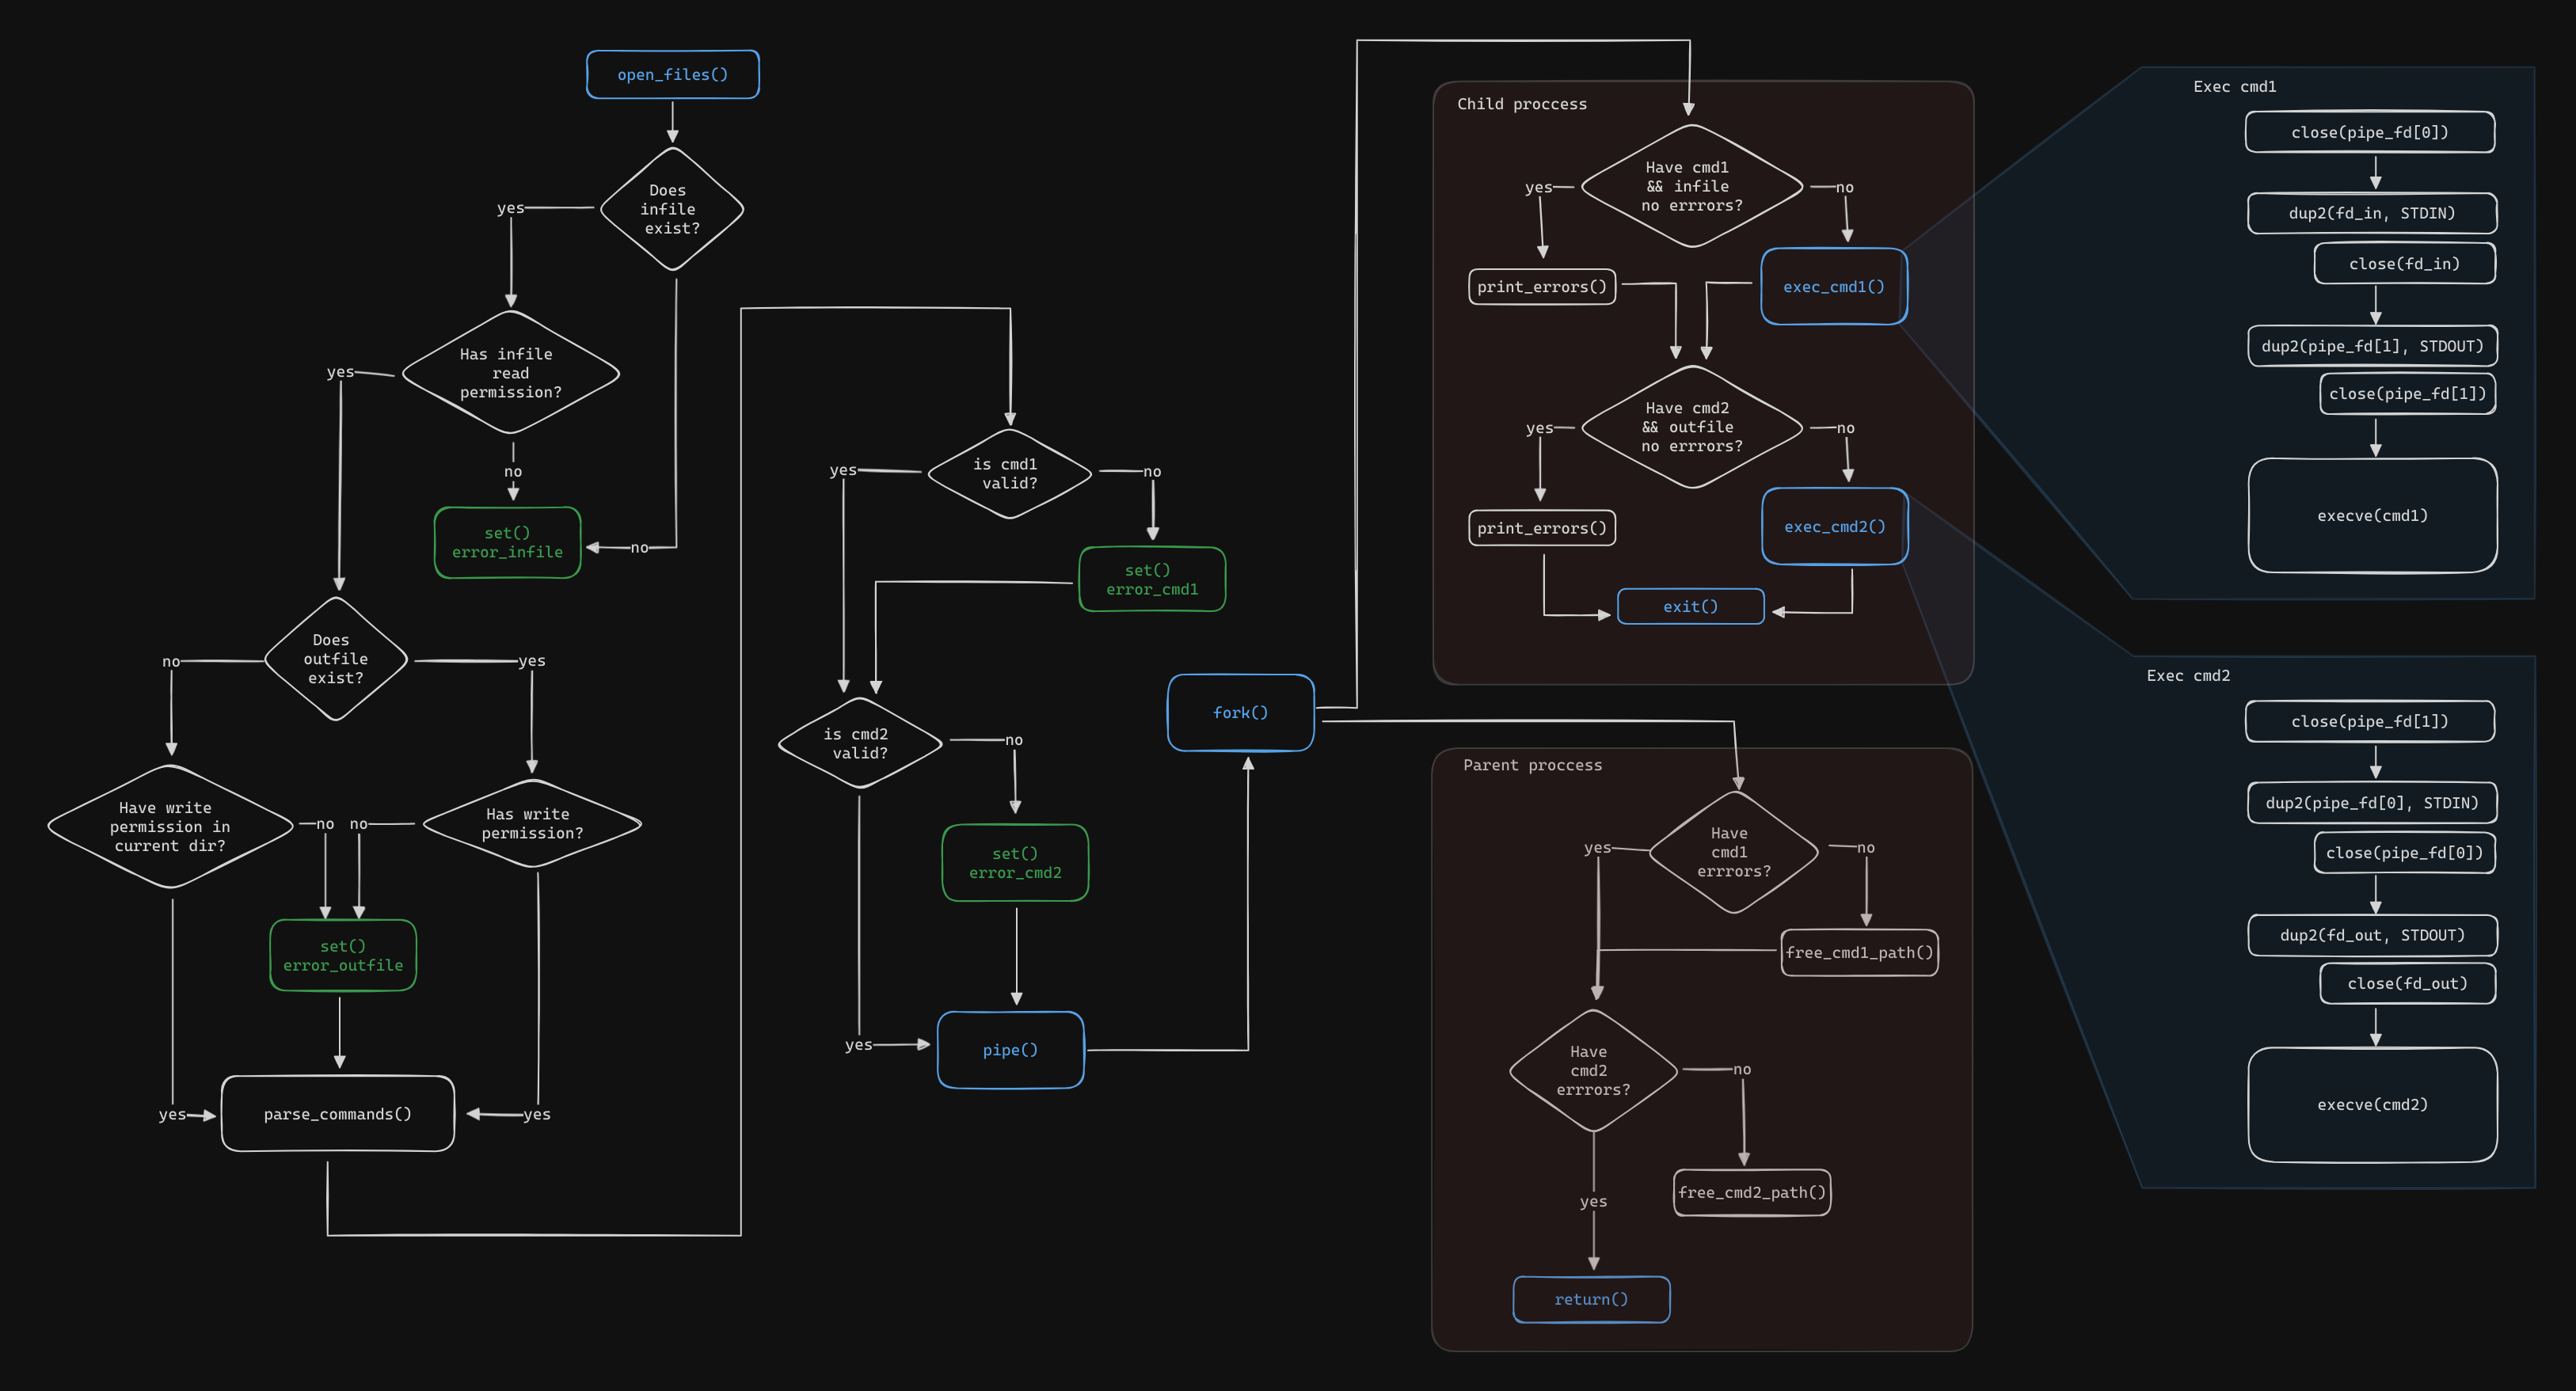 open_files()
Does
infile
exist?
yes
Has infile
read
permission?
yes
no
set()
error_infile
no
Does
outfile
exist?
no
yes
Have write
permission in
current dir?
no
no
Has write
permission?
set()
error_outfile
yes
parse_commands()
yes
is cmd1
valid?
yes
no
set()
error_cmd1
is cmd2
valid?
no
set()
error_cmd2
yes
pipe()
fork()
Child proccess
Have cmd1
&& infile
no errrors?
yes
no
print_errors()
exec_cmd1()
Have cmd2
&& outfile
no errrors?
yes
no
print_errors()
exec_cmd2()
exit()
Parent proccess
Have
cmd1
errrors?
yes
no
free_cmd1_path()
Have
cmd2
errrors?
no
free_cmd2_path()
yes
return()
Exec cmd1
close(pipe_fd[0])
dup2(fd_in, STDIN)
close(fd_in)
dup2(pipe_fd[1], STDOUT)
close(pipe_fd[1])
execve(cmd1)
Exec cmd2
close(pipe_fd[1])
dup2(pipe_fd[0], STDIN)
close(pipe_fd[0])
dup2(fd_out, STDOUT)
close(fd_out)
execve(cmd2)